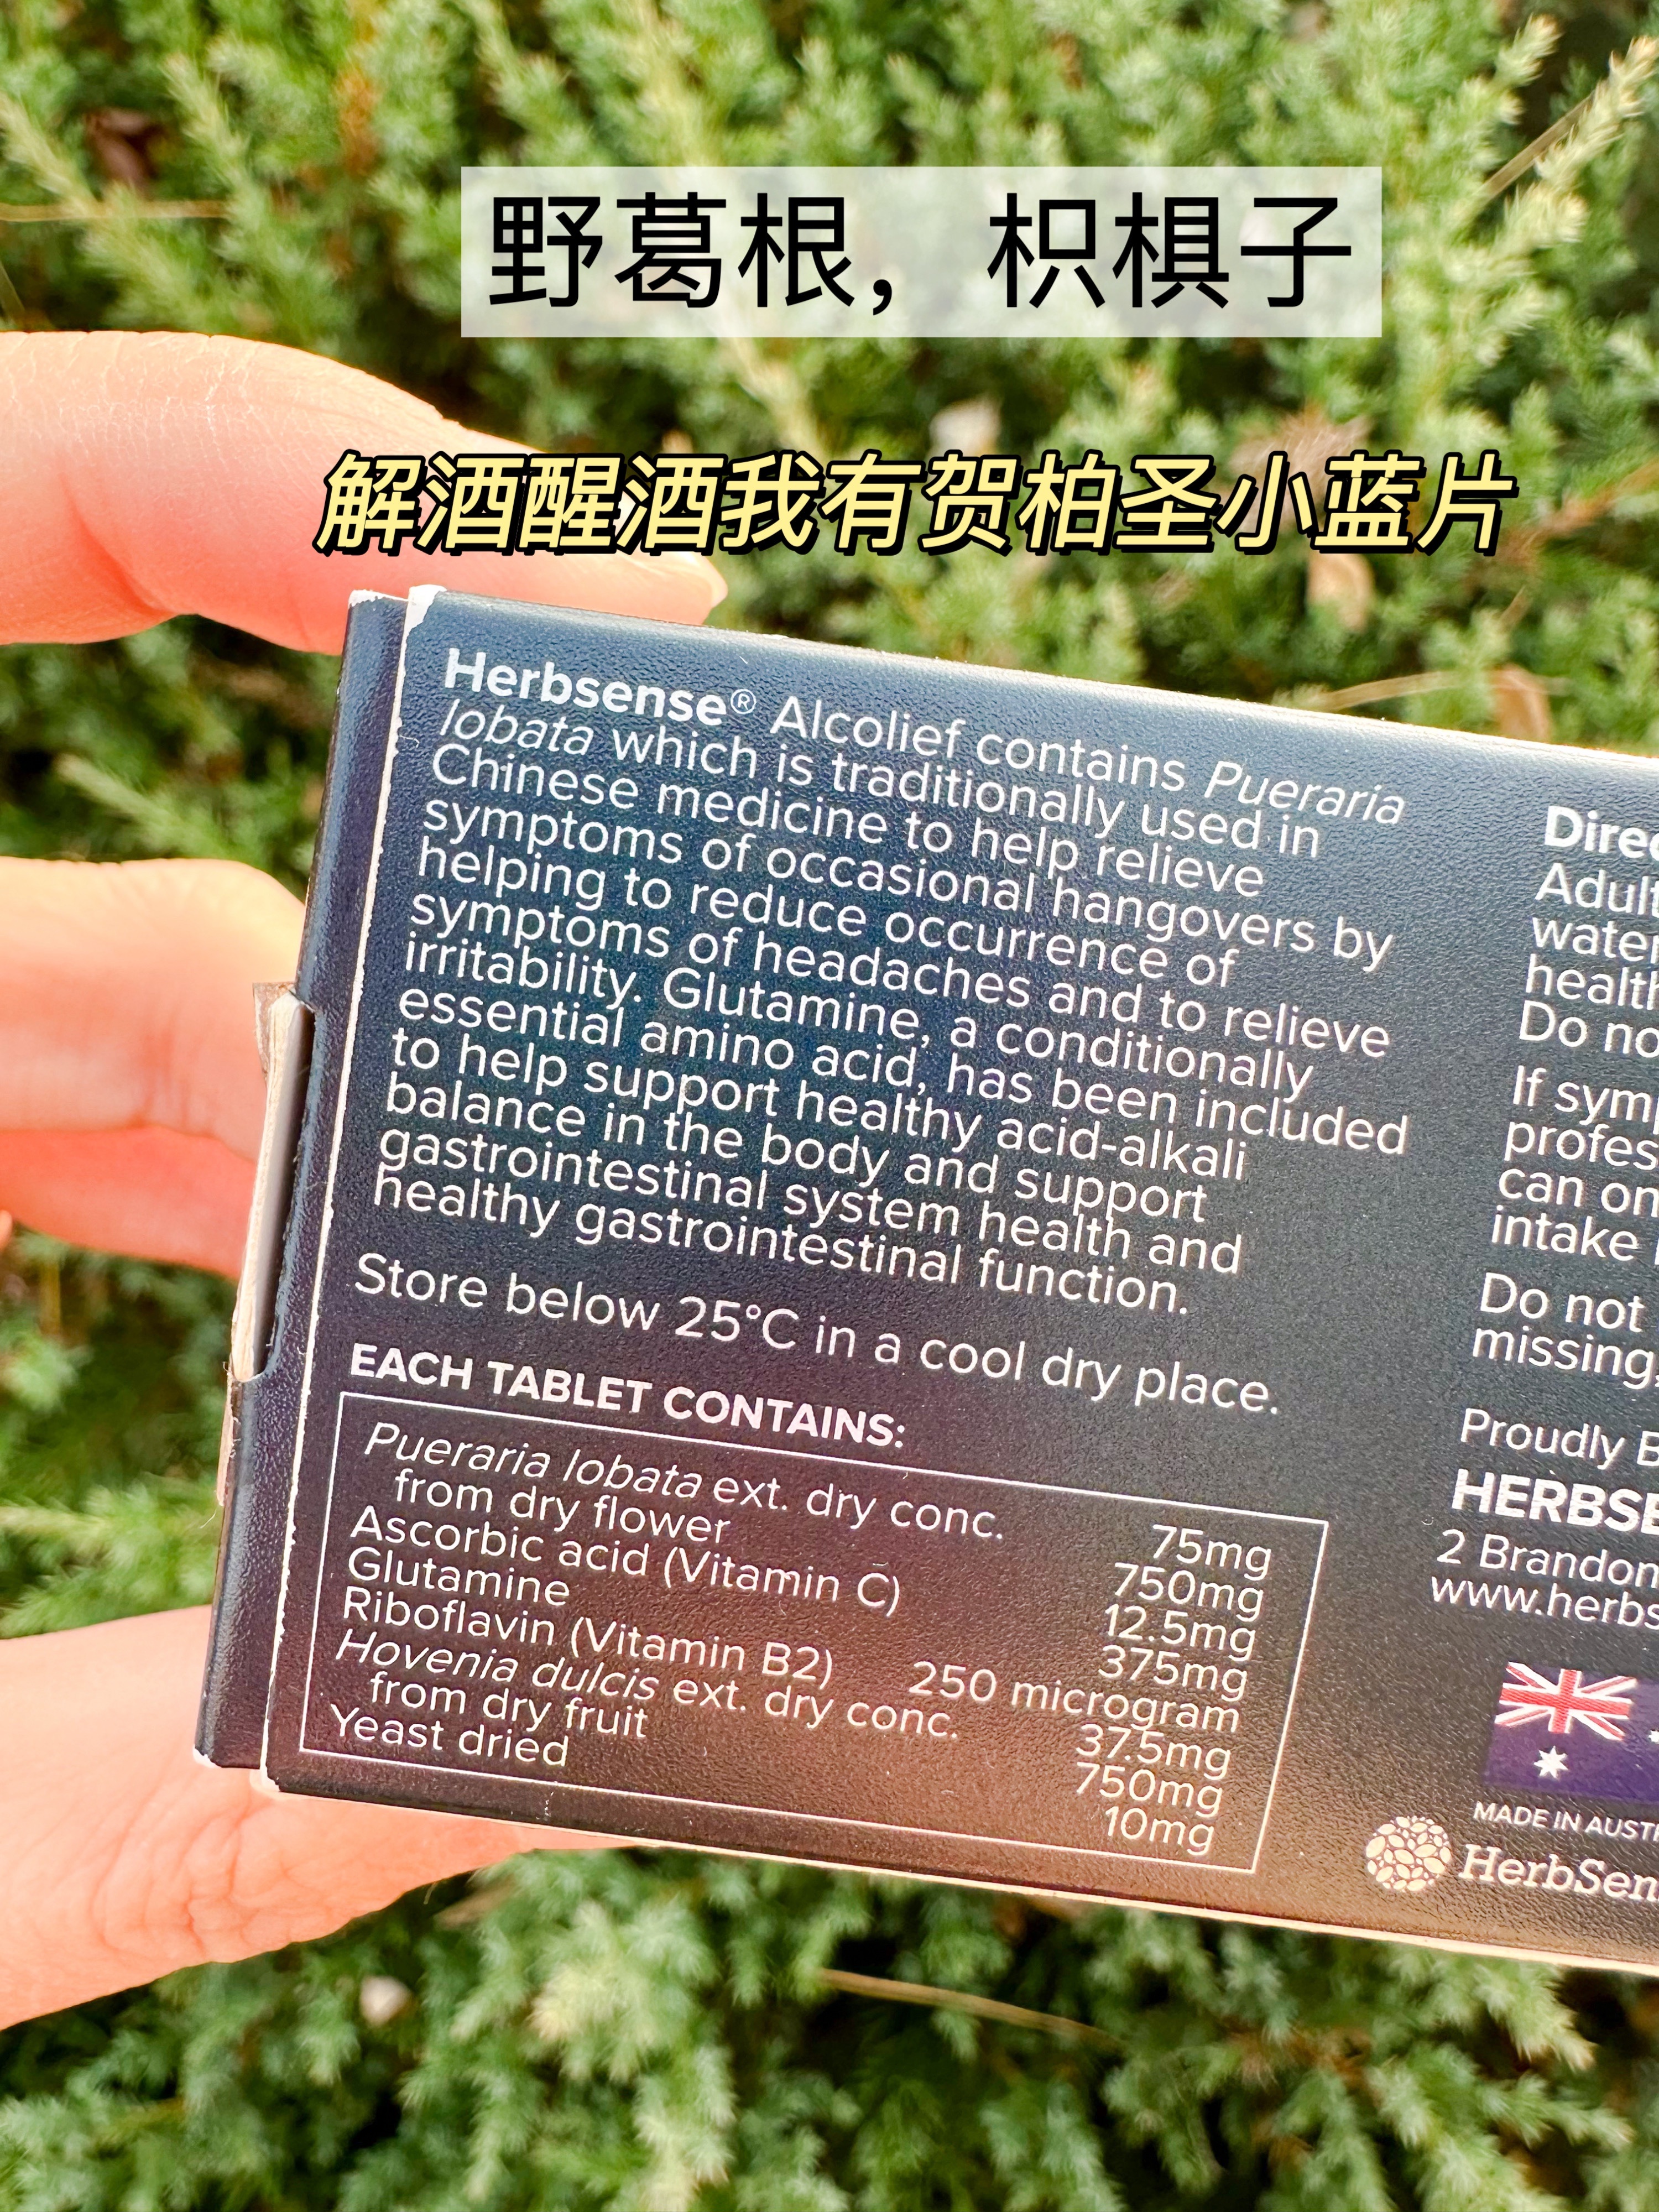 野葛根，枳椇子
解酒醒酒我有贺柏圣小蓝片
Herbsense® Alcolief contains Pueraria
lobata which is traditionally used in
Chinese medicine to help relieve
symptoms of occasional hangovers by
helping to reduce occurrence of
symptoms of headaches and to relieve
irritability. Glutamine, a conditionally
essential amino acid, has been included
to help support healthy acid-alkali
balance in the body and support
gastrointestinal system health and
healthy gastrointestinal function.
Store below 25°C in a cool dry place.
EACH TABLET CONTAINS:
Pueraria lobata ext. dry conc. 75mg
from dry flower 750mg
Ascorbic acid (Vitamin C) 12.5mg
Glutamine 375mg
Riboflavin (Vitamin B2) 250 microgram
Hovenia dulcis ext. dry conc. 37.5mg
from dry fruit 750mg
Yeast dried 10mg
Direc
Adult
water
health
Do no
If symp
profes
can on
intake
Do not
missing
Proudly B
HERBSE
2 Brandon
www.herbs
MADE IN AUSTR
HerbSen